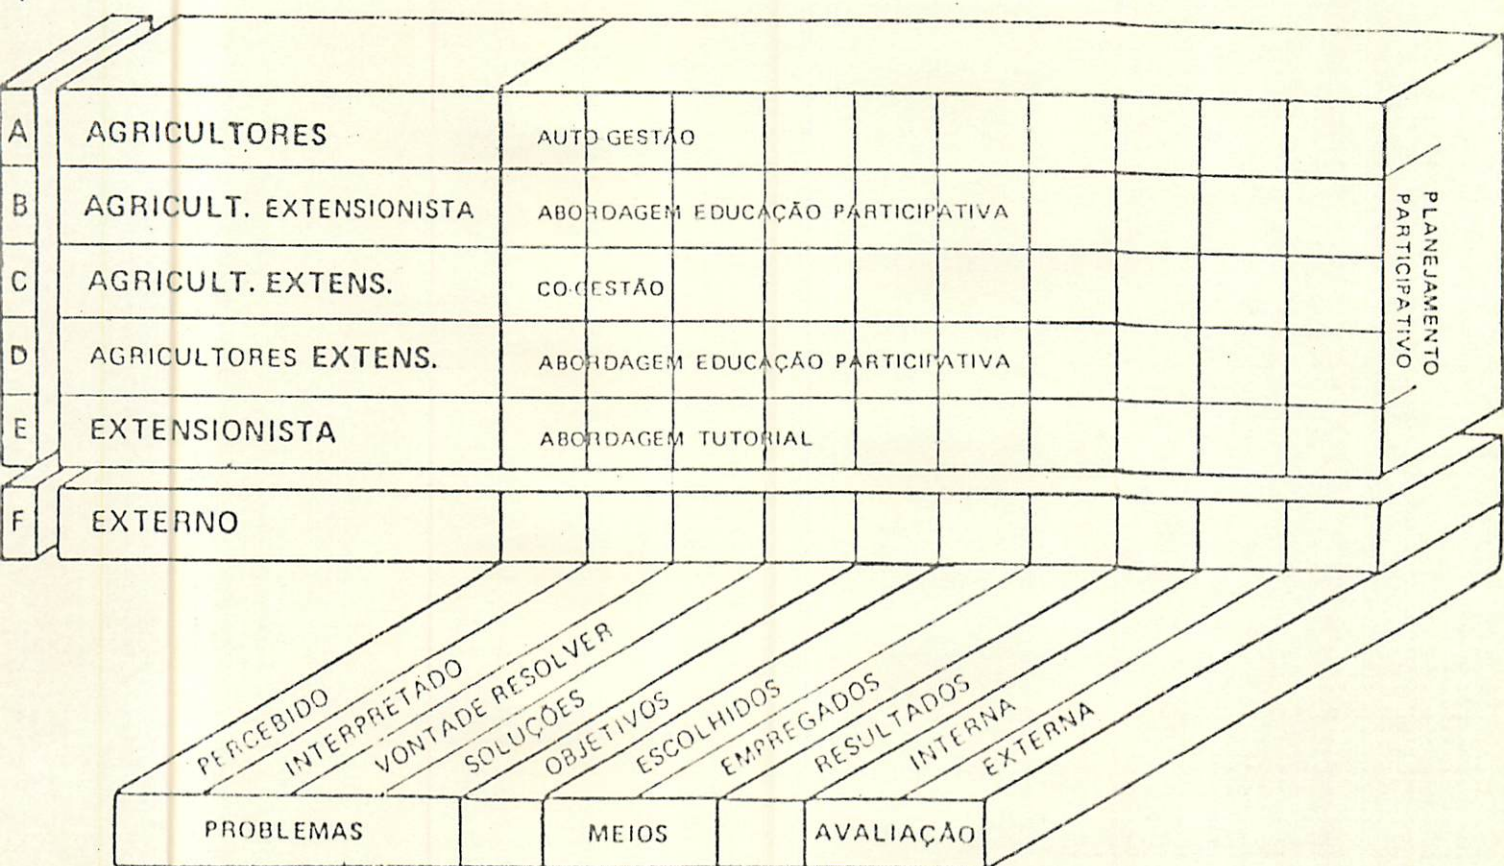 A AGRICULTORES AUTO GESTÃO
B AGRICULT. EXTENSIONISTA ABORDAGEM EDUCAÇÃO PARTICIPATIVA
C AGRICULT. EXTENS. CO-GESTÃO
D AGRICULTORES EXTENS. ABORDAGEM EDUCAÇÃO PARTICIPATIVA
E EXTENSIONISTA ABORDAGEM TUTORIAL
F EXTERNO
PLANEJAMENTO
PARTICIPATIVO
PERCEBIDO
INTERPRETADO
VONTADE RESOLVER
SOLUÇÕES
OBJETIVOS
ESCOLHIDOS
EMPREGADOS
RESULTADOS
INTERNA
EXTERNA
PROBLEMAS
MEIOS
AVALIAÇÃO